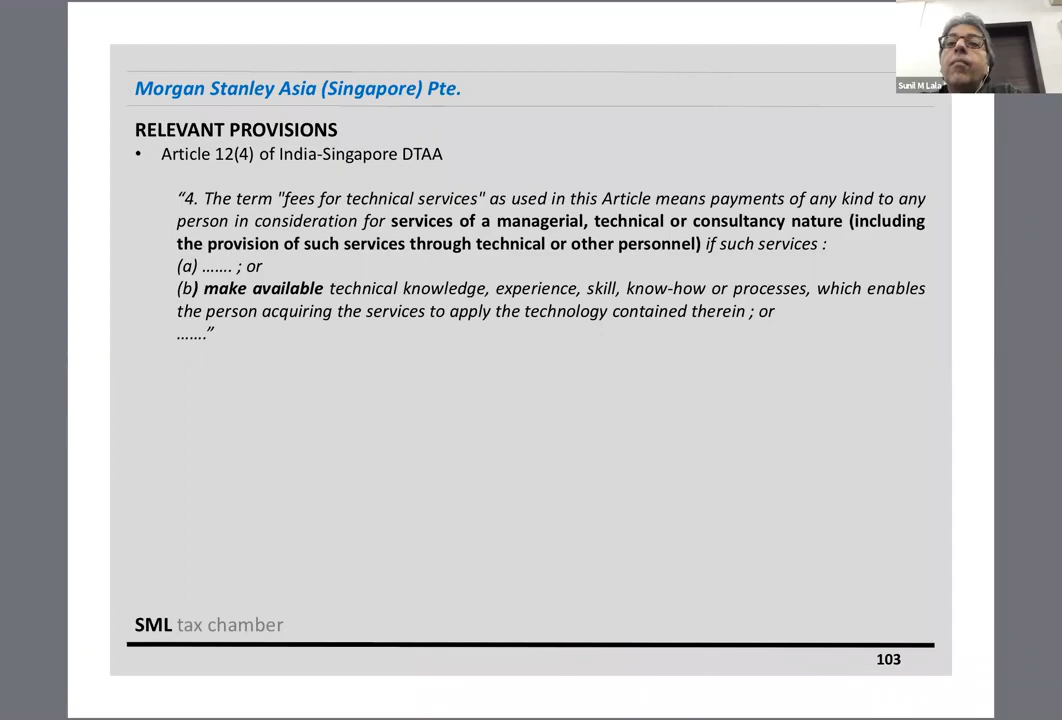 Sunil M Lala
Morgan Stanley Asia (Singapore) Pte.
RELEVANT PROVISIONS
• Article 12(4) of India-Singapore DTAA
“4. The term "fees for technical services" as used in this Article means payments of any kind to any
person in consideration for services of a managerial, technical or consultancy nature (including
the provision of such services through technical or other personnel) if such services :
(a) ……. ; or
(b) make available technical knowledge, experience, skill, know-how or processes, which enables
the person acquiring the services to apply the technology contained therein ; or
…….”
SML tax chamber
103